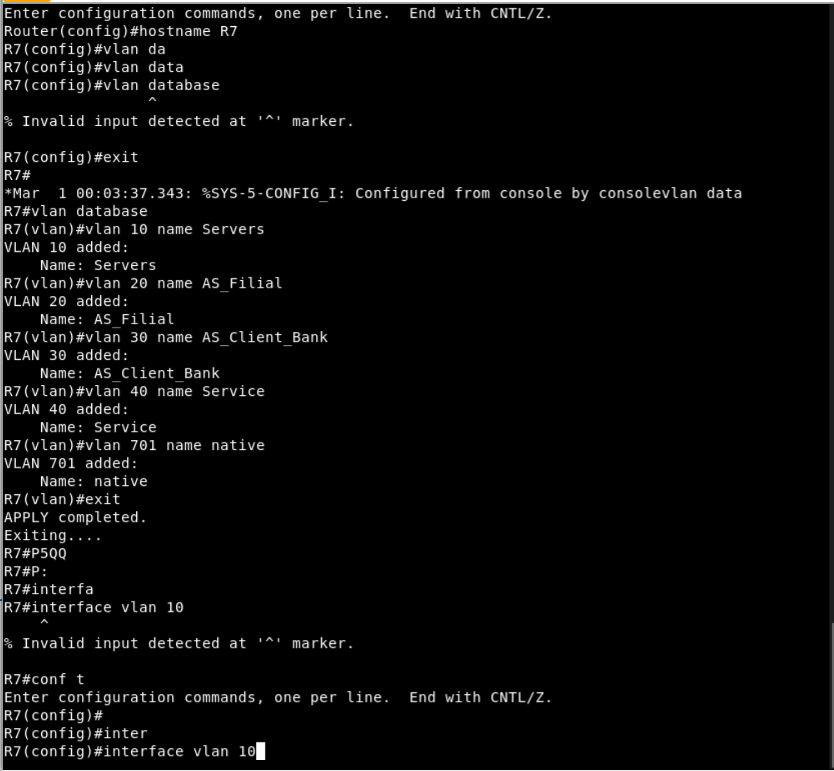 Enter configuration commands, one per line.  End with CNTL/Z.
Router(config)#hostname R7
R7(config)#vlan da
R7(config)#vlan data
R7(config)#vlan database
                ^
% Invalid input detected at '^' marker.

R7(config)#exit
R7#
*Mar  1 00:03:37.343: %SYS-5-CONFIG_I: Configured from console by consolevlan data
R7#vlan database
R7(vlan)#vlan 10 name Servers
VLAN 10 added:
    Name: Servers
R7(vlan)#vlan 20 name AS_Filial
VLAN 20 added:
    Name: AS_Filial
R7(vlan)#vlan 30 name AS_Client_Bank
VLAN 30 added:
    Name: AS_Client_Bank
R7(vlan)#vlan 40 name Service
VLAN 40 added:
    Name: Service
R7(vlan)#vlan 701 name native
VLAN 701 added:
    Name: native
R7(vlan)#exit
APPLY completed.
Exiting....
R7#P5QQ
R7#P:
R7#interfa
R7#interface vlan 10
    ^
% Invalid input detected at '^' marker.

R7#conf t
Enter configuration commands, one per line.  End with CNTL/Z.
R7(config)#
R7(config)#inter
R7(config)#interface vlan 10